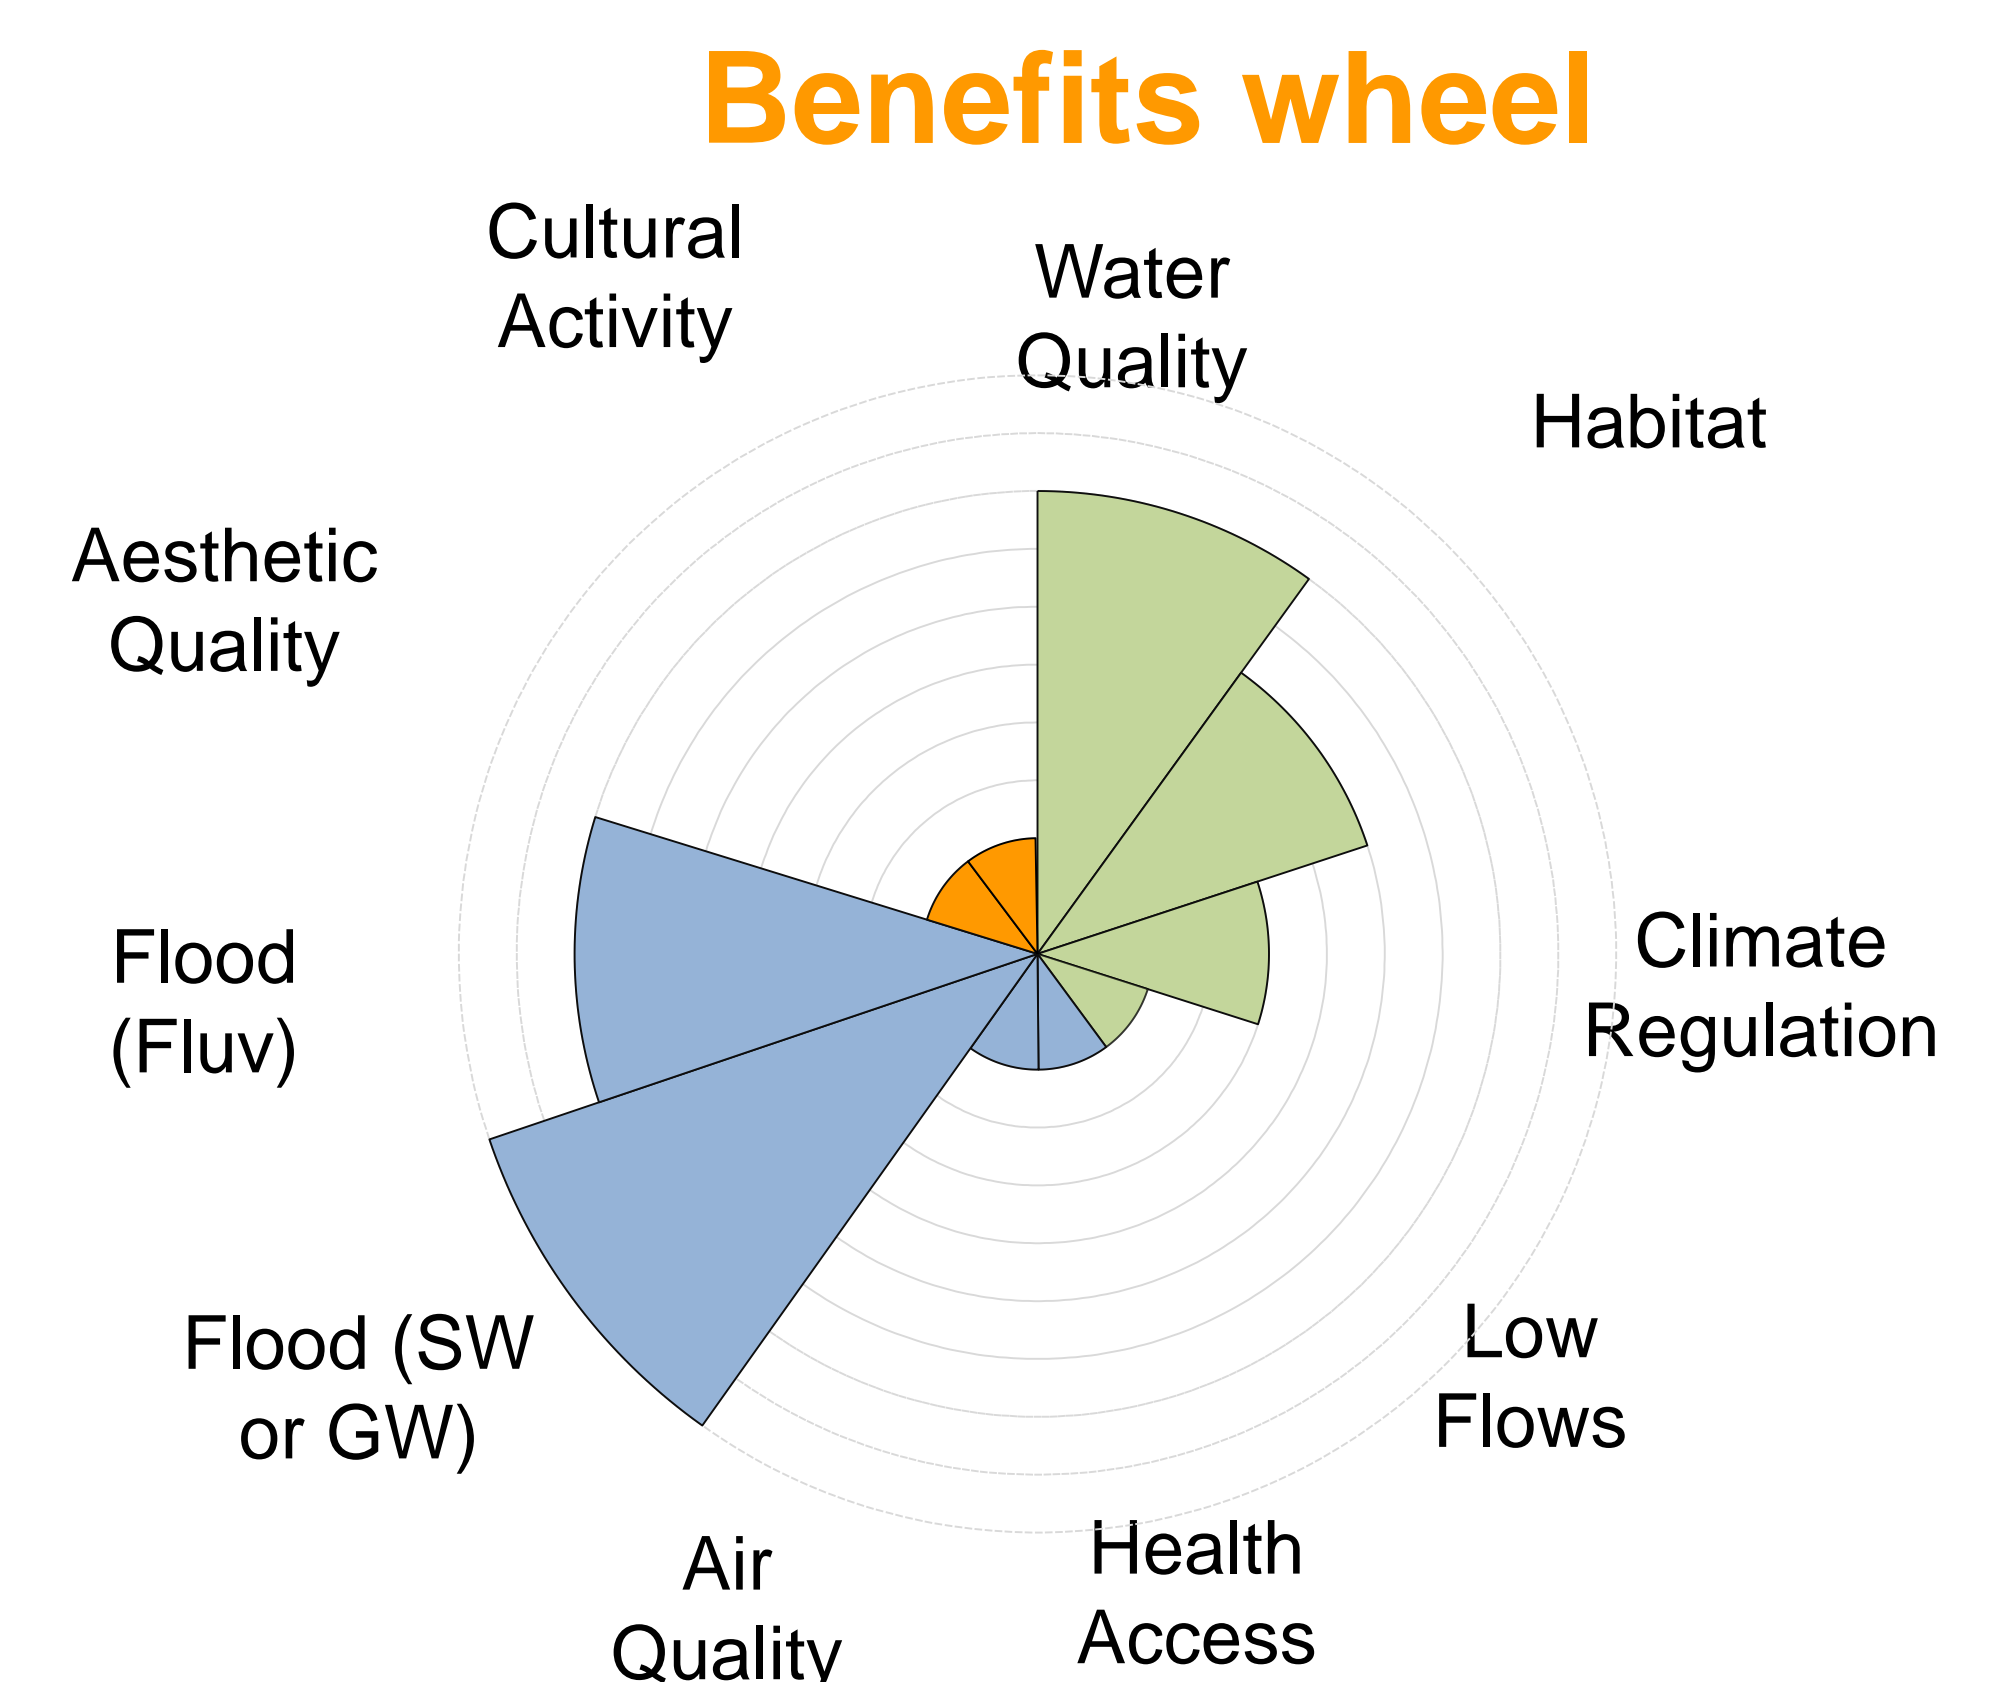 Benefits wheel
Cultural
Activity
Water
Quality
Habitat
Aesthetic
Quality
Climate
Regulation
Flood
(Fluv)
Flood (SW
or GW)
Low
Flows
Health
Access
Air
Quality